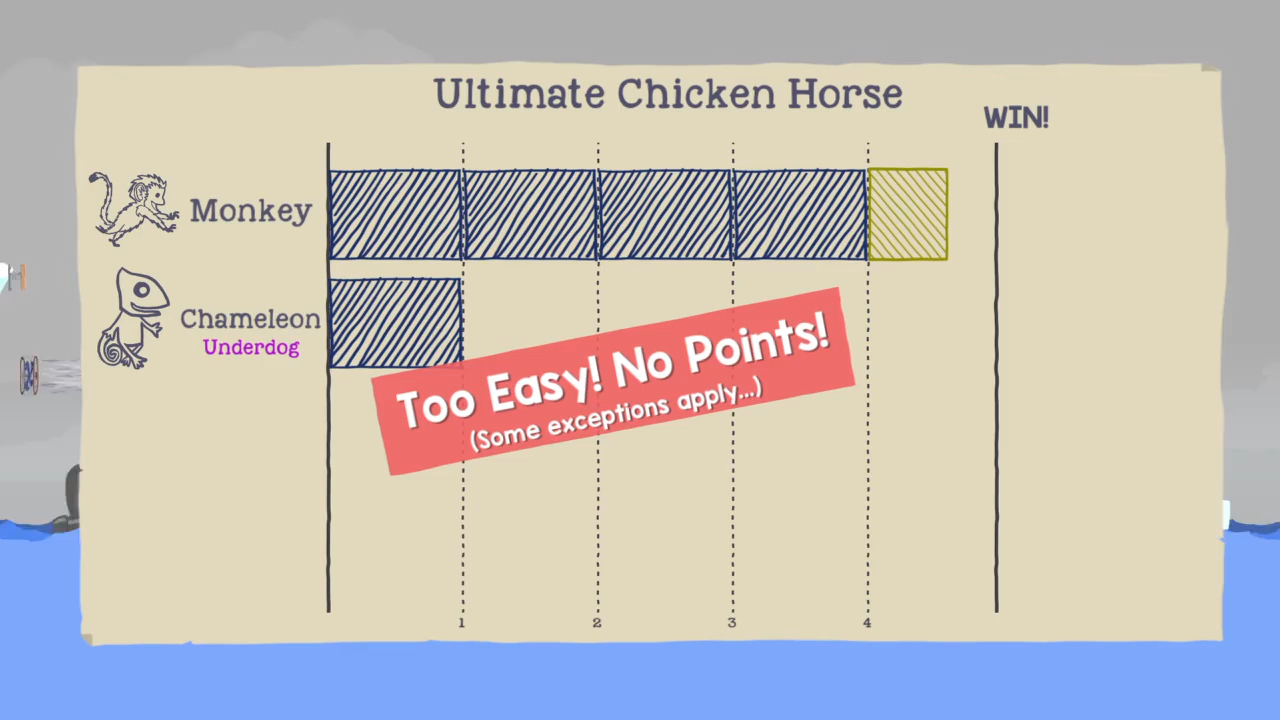 Ultimate Chicken Horse
WIN!
Monkey
Chameleon
Underdog
Too Easy! No Points!
(Some exceptions apply...)
1 2 3 4